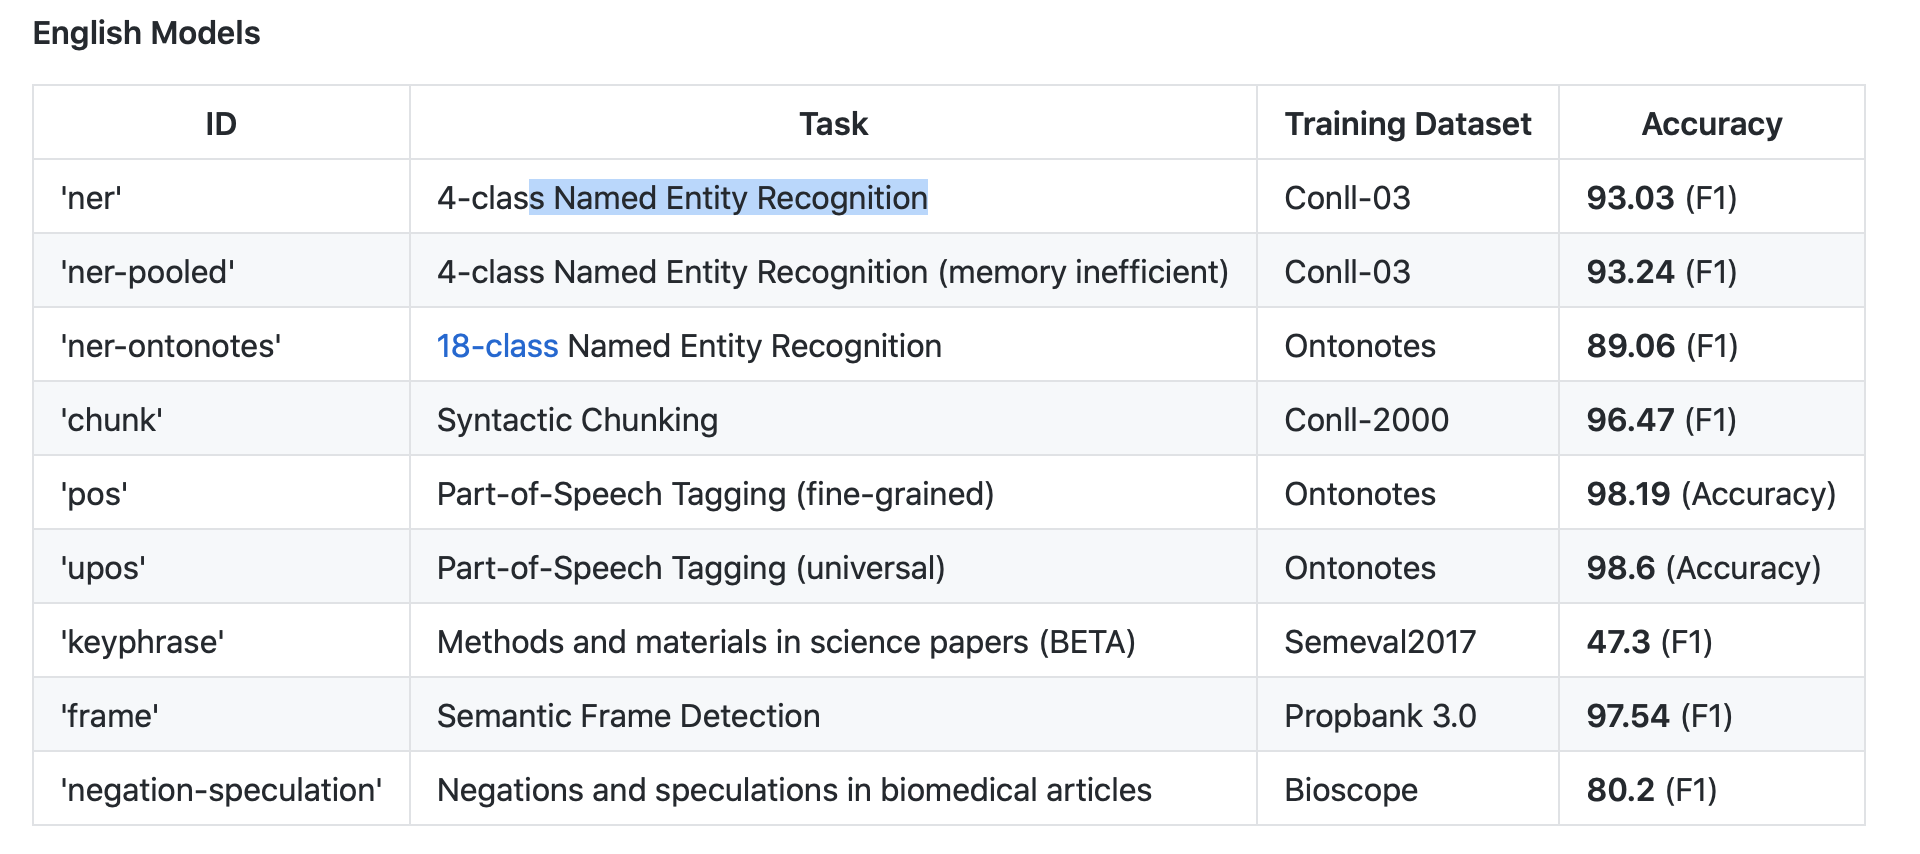 English Models
ID Task Training Dataset Accuracy
'ner' 4-class Named Entity Recognition Conll-03 93.03 (F1)
'ner-pooled' 4-class Named Entity Recognition (memory inefficient) Conll-03 93.24 (F1)
'ner-ontonotes' 18-class Named Entity Recognition Ontonotes 89.06 (F1)
'chunk' Syntactic Chunking Conll-2000 96.47 (F1)
'pos' Part-of-Speech Tagging (fine-grained) Ontonotes 98.19 (Accuracy)
'upos' Part-of-Speech Tagging (universal) Ontonotes 98.6 (Accuracy)
'keyphrase' Methods and materials in science papers (BETA) Semeval2017 47.3 (F1)
'frame' Semantic Frame Detection Propbank 3.0 97.54 (F1)
'negation-speculation' Negations and speculations in biomedical articles Bioscope 80.2 (F1)